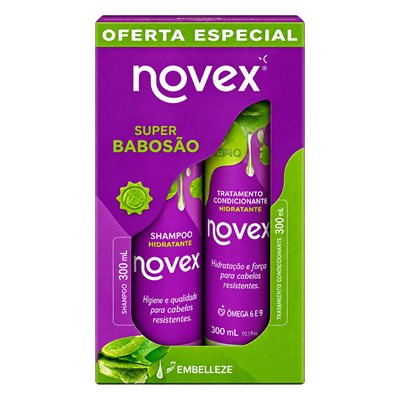 OFERTA ESPECIAL
novex
SUPER
BABOSÃO
SHAMPOO
HIDRATANTE
novex
Higiene e qualidade
para cabelos
resistentes.
TRATAMENTO
CONDICIONANTE
HIDRATANTE
novex
Hidratação e força
para cabelos
resistentes.
ÔMEGA 6 E 9
300 mL
SHAMPOO 300 mL
TRATAMENTO CONDICIONANTE 300 mL
EMBELLEZE